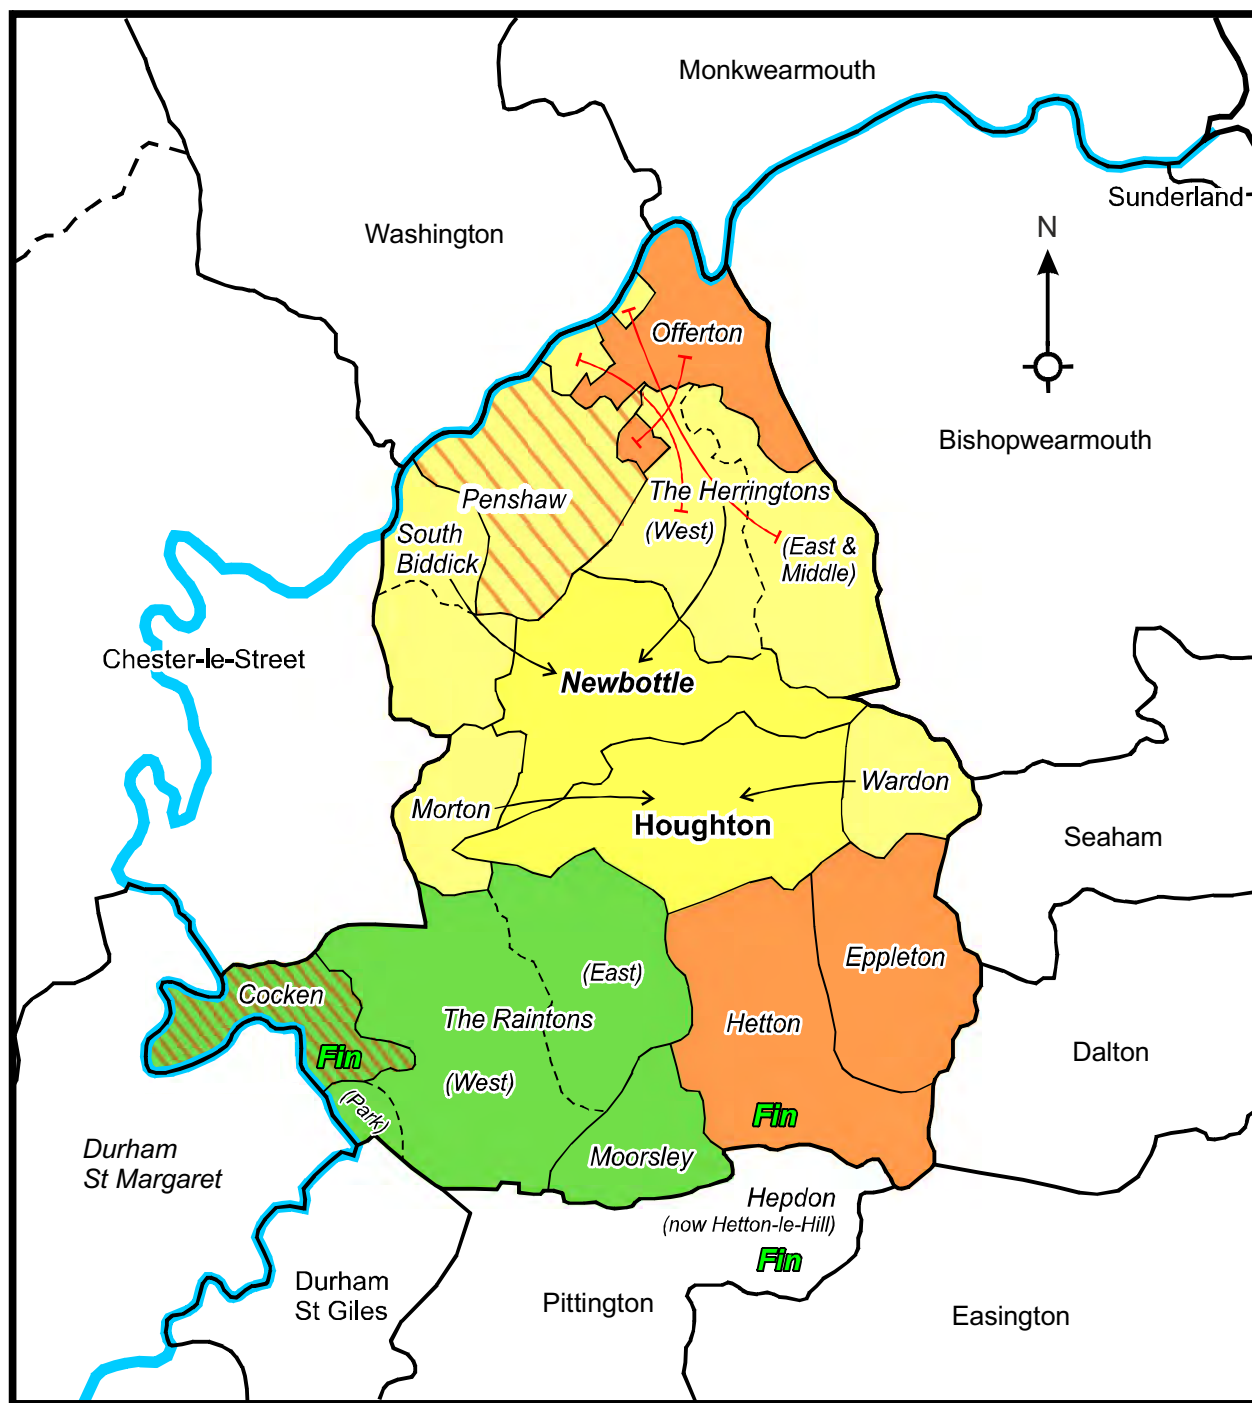 Monkwearmouth
Sunderland
Washington
N
Offerton
Bishopwearmouth
Penshaw
The Herringtons
(West)
(East &
Middle)
South
Biddick
Chester-le-Street
Newbottle
Wardon
Morton
Houghton
Seaham
Eppleton
(East)
Cocken
The Raintons
Hetton
Fin
Dalton
(West)
(Park)
Fin
Durham
St Margaret
Moorsley
Hepdon
(now Hetton-le-Hill)
Fin
Durham
St Giles
Pittington
Easington